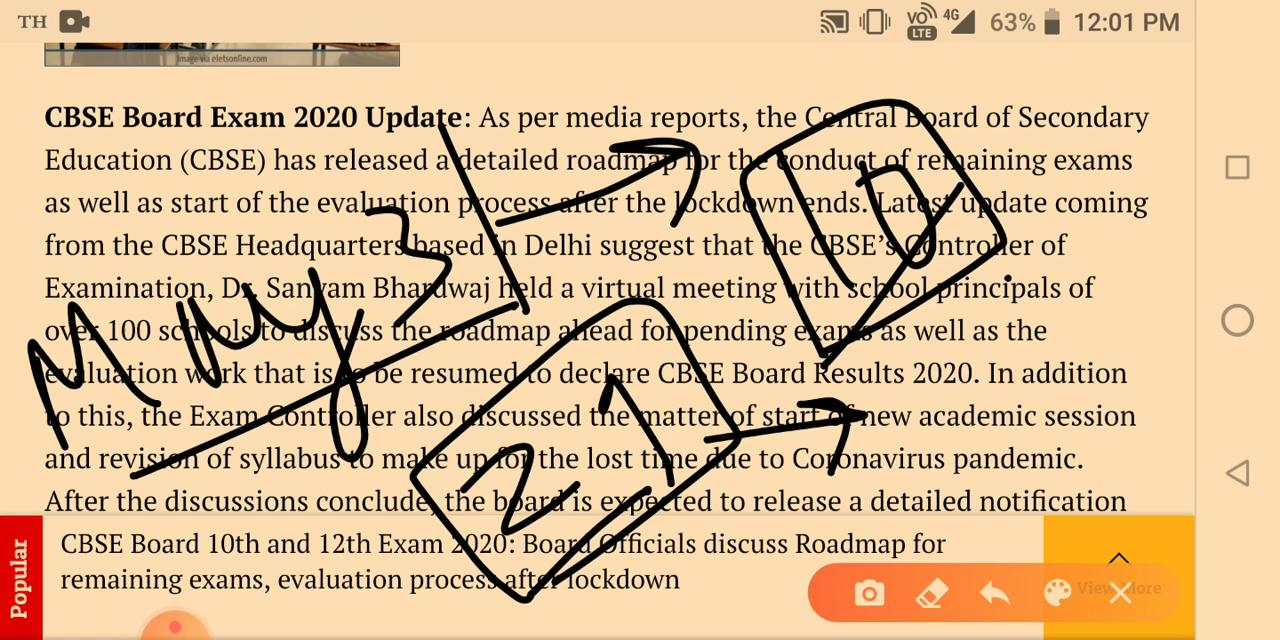 TH VO LTE 4G 63% 12:01 PM
Image via eletsonline.com
CBSE Board Exam 2020 Update: As per media reports, the Central Board of Secondary
Education (CBSE) has released a detailed roadmap for the conduct of remaining exams
as well as start of the evaluation process after the lockdown ends. Latest update coming
from the CBSE Headquarters based in Delhi suggest that the CBSE's Controller of
Examination, Dr. Sanyam Bhardwaj held a virtual meeting with school principals of
over 100 schools to discuss the roadmap ahead for pending exams as well as the
evaluation work that is to be resumed to declare CBSE Board Results 2020. In addition
to this, the Exam Controller also discussed the matter of start of new academic session
and revision of syllabus to make up for the lost time due to Coronavirus pandemic.
After the discussions conclude, the board is expected to release a detailed notification
May 31
10
21
Popular
CBSE Board 10th and 12th Exam 2020: Board Officials discuss Roadmap for
remaining exams, evaluation process after lockdown
View More